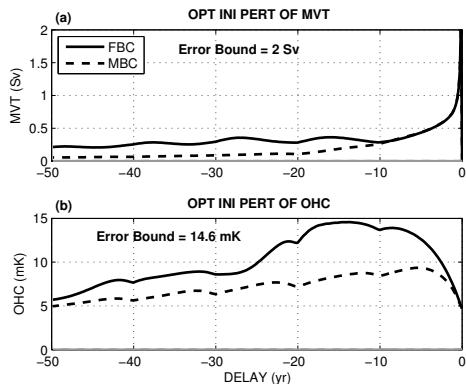 OPT INI PERT OF MVT
(a)
FBC
MBC
Error Bound = 2 Sv
MVT (Sv)
2
1.5
1
0.5
0
−50 −40 −30 −20 −10 0
OPT INI PERT OF OHC
(b)
Error Bound = 14.6 mK
OHC (mK)
15
10
5
0
−50 −40 −30 −20 −10 0
DELAY (yr)